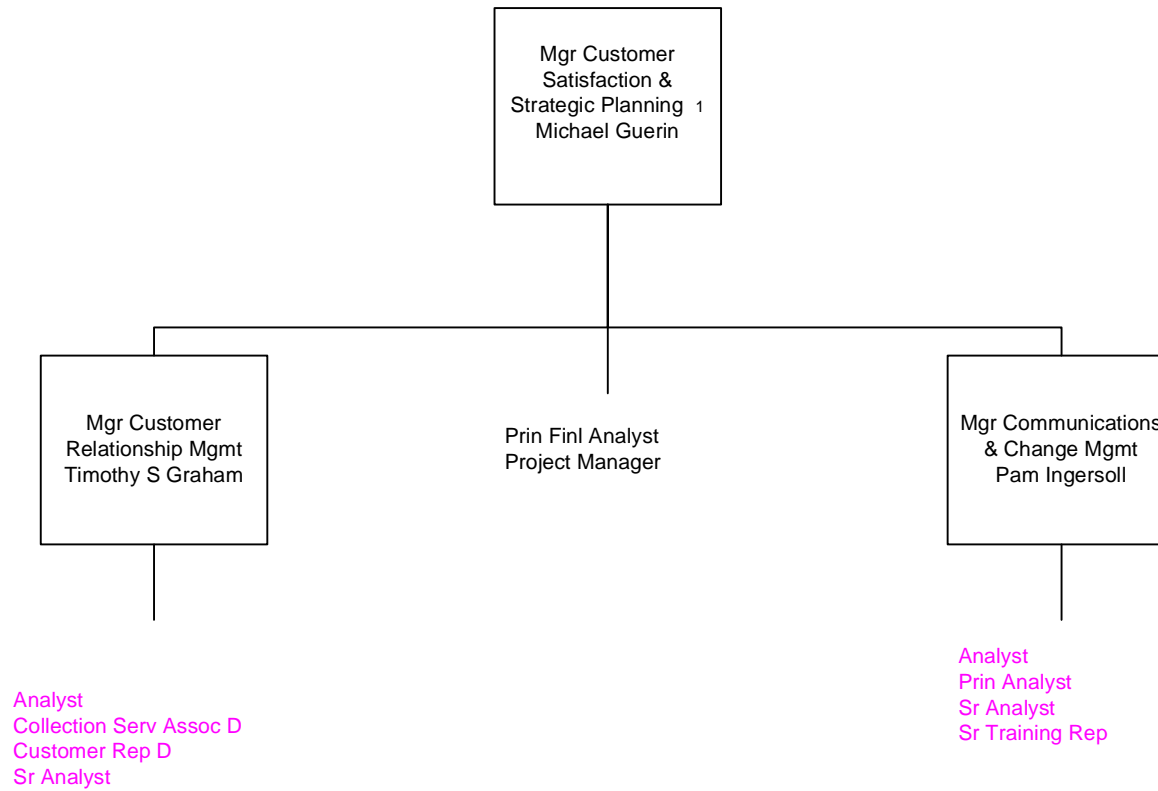 Mgr Customer
Satisfaction &
Strategic Planning 1
Michael Guerin
Mgr Customer
Relationship Mgmt
Timothy S Graham
Prin Finl Analyst
Project Manager
Mgr Communications
& Change Mgmt
Pam Ingersoll
Analyst
Collection Serv Assoc D
Customer Rep D
Sr Analyst
Analyst
Prin Analyst
Sr Analyst
Sr Training Rep